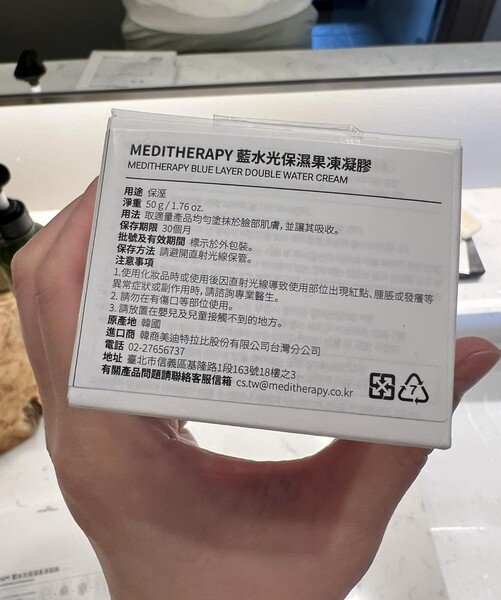 MEDITHERAPY 藍水光保濕果凍凝膠
MEDITHERAPY BLUE LAYER DOUBLE WATER CREAM
用途 保溼
淨重 50 g / 1.76 oz.
用法 取適量產品均勻塗抹於臉部肌膚，並讓其吸收。
保存期限 30個月
批號及有效期間 標示於外包裝。
保存方法 請避開直射光線保管。
注意事項
1.使用化妝品時或使用後因直射光線導致使用部位出現紅點、腫脹或發癢等
異常症狀或副作用時，請諮詢專業醫生。
2. 請勿在有傷口等部位使用。
3. 請放置在嬰兒及兒童接觸不到的地方。
原產地 韓國
進口商 韓商美迪特拉比股份有限公司台灣分公司
電話 02-27656737
地址 臺北市信義區基隆路1段163號18樓之3
有關產品問題請聯絡客服信箱 cs.tw@meditherapy.co.kr
7